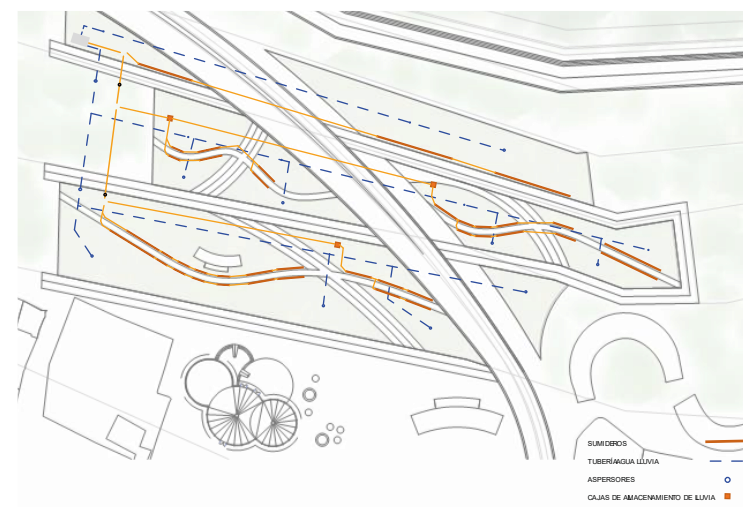 SUMIDEROS
TUBERÍA AGUA LLUVIA
ASPERSORES
CAJAS DE ALMACENAMIENTO DE LLUVIA